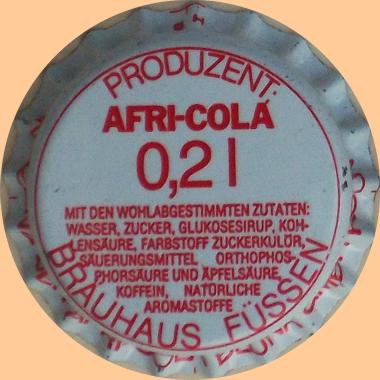 PRODUZENT:
AFRI-COLA
0,2 l
MIT DEN WOHLABGESTIMMTEN ZUTATEN:
WASSER, ZUCKER, GLUKOSESIRUP, KOH-
LENSÄURE, FARBSTOFF ZUCKERKULÖR,
SÄUERUNGSMITTEL ORTHOPHOS-
PHORSÄURE UND ÄPFELSÄURE,
KOFFEIN, NATÜRLICHE
AROMASTOFFE
BRÄUHAUS FÜSSEN